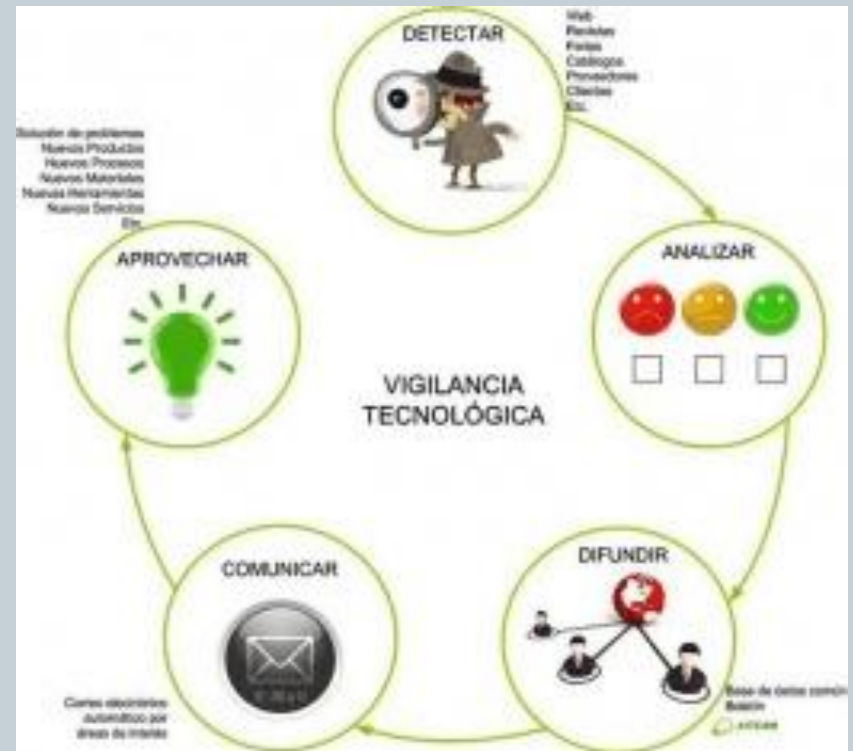 DETECTAR
Web
Revistas
Ferias
Catálogos
Proveedores
Clientes
Etc.
ANALIZAR
Solución de problemas
Nuevos Productos
Nuevos Procesos
Nuevos Materiales
Nuevas Herramientas
Nuevos Servicios
Etc.
APROVECHAR
VIGILANCIA
TECNOLÓGICA
DIFUNDIR
Base de datos común
Boletín
COMUNICAR
E-Mail
Correo electrónico
automático por
áreas de interés